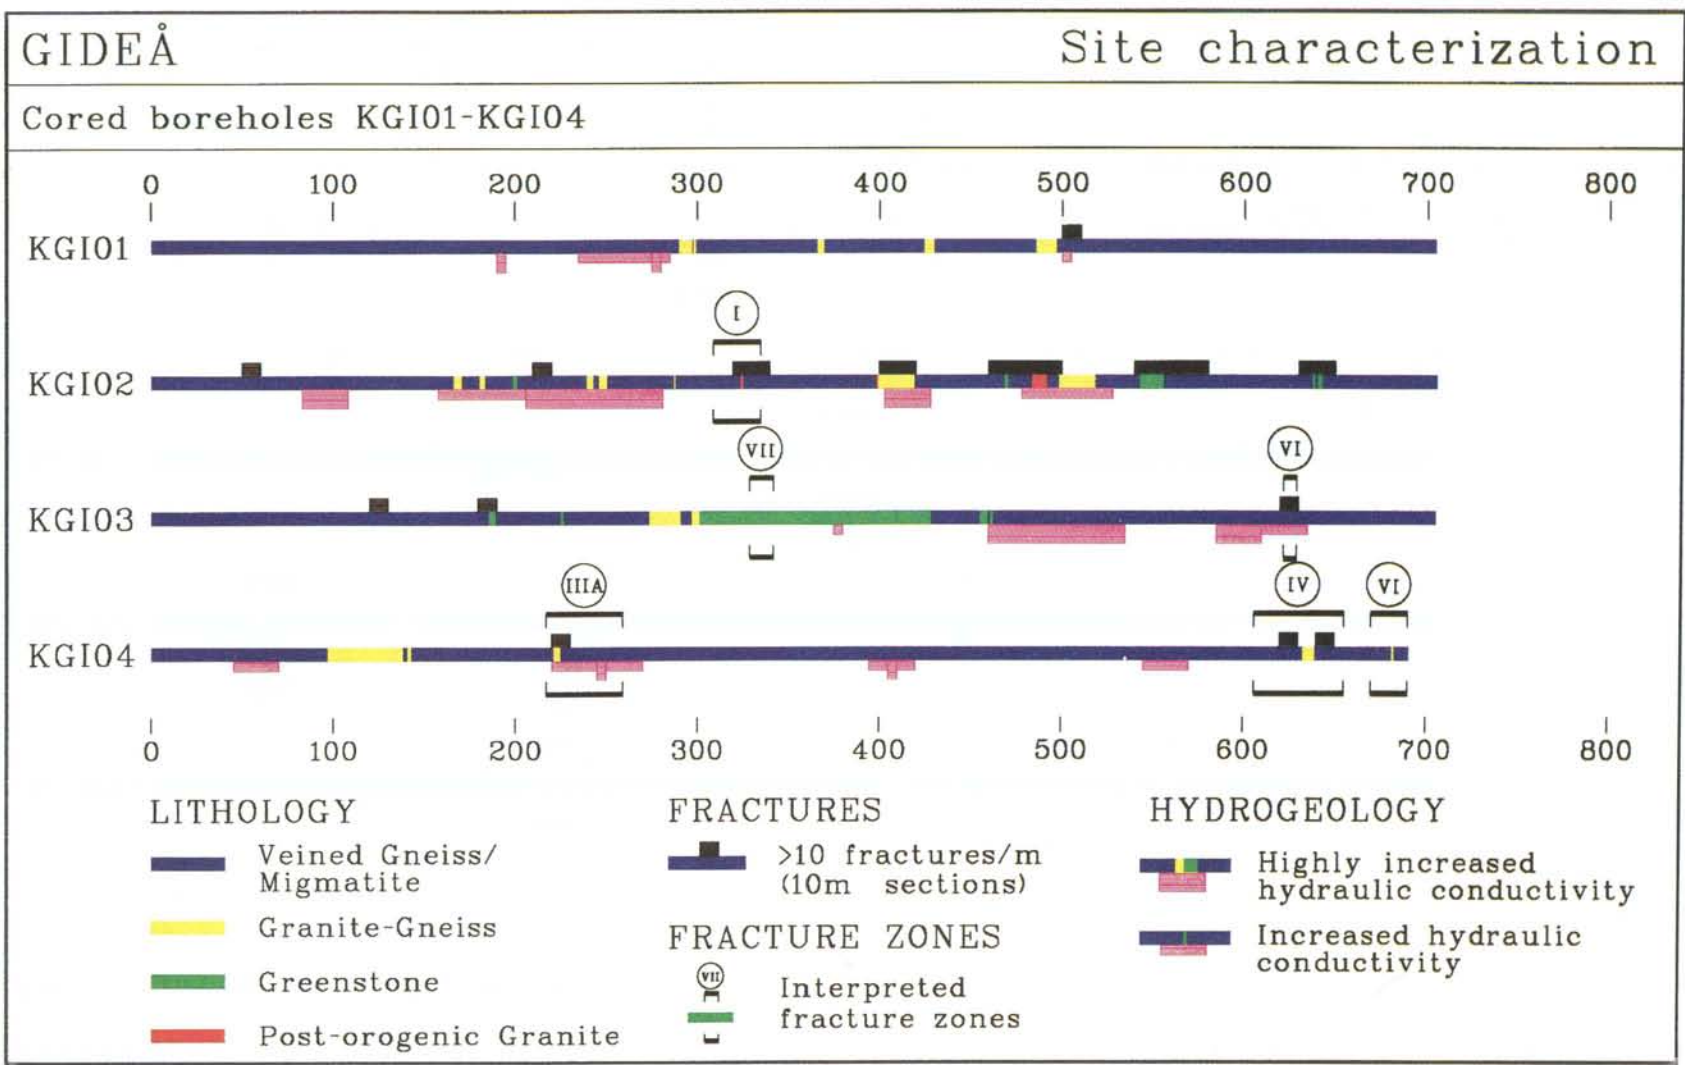 GIDEÅ Site characterization
Cored boreholes KGI01-KGI04
0 100 200 300 400 500 600 700 800
KGI01
I
KGI02
VII VI
KGI03
IIIA IV VI
KGI04
0 100 200 300 400 500 600 700 800
LITHOLOGY
Veined Gneiss/
Migmatite
Granite-Gneiss
Greenstone
Post-orogenic Granite
FRACTURES
>10 fractures/m
(10m sections)
FRACTURE ZONES
VII
Interpreted
fracture zones
HYDROGEOLOGY
Highly increased
hydraulic conductivity
Increased hydraulic
conductivity